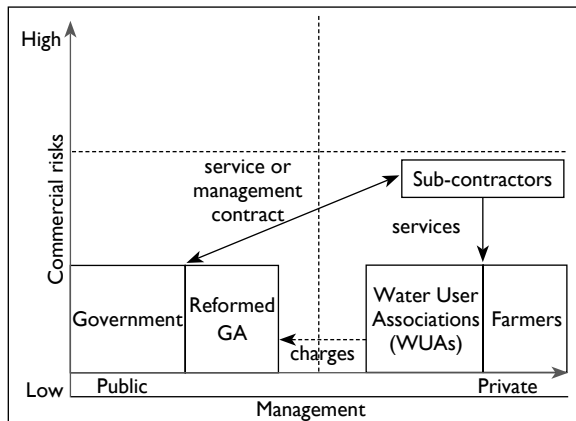 High
Commercial risks
service or
management
contract
Sub-contractors
services
Government
Reformed
GA
charges
Water User
Associations
(WUAs)
Farmers
Low
Public
Private
Management